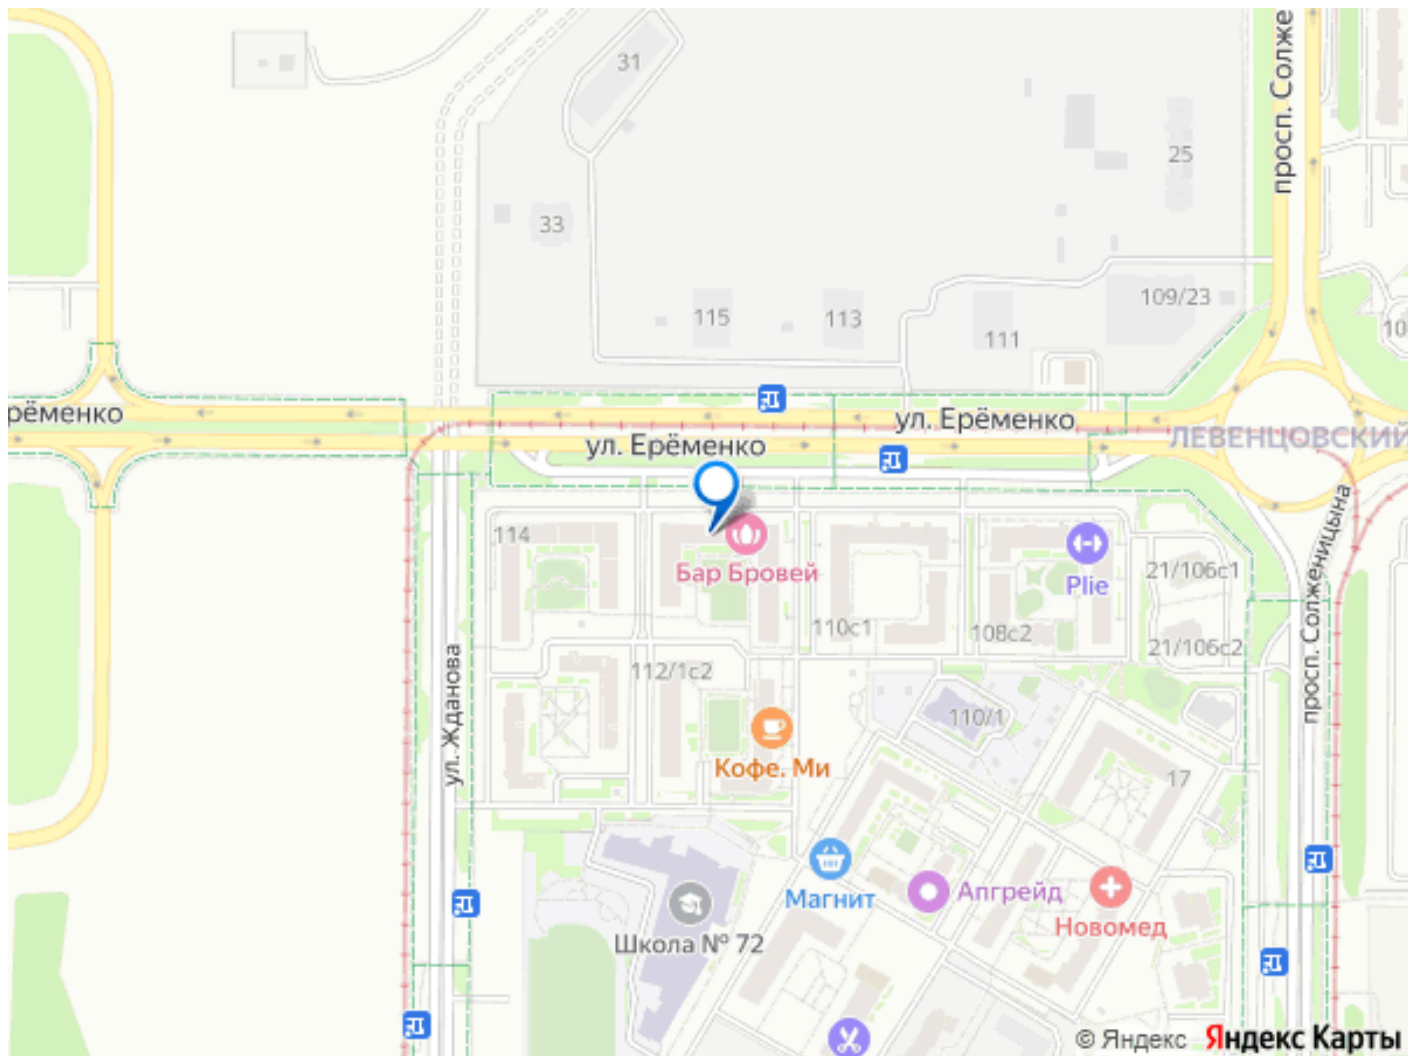 31
просп. Солже
25
33
109/23
115
113
111
10
рёменко
ул. Ерёменко
ул. Ерёменко
ЛЕВЕНЦОВСКИЙ
114
Бар Бровей
Plie
21/106с1
110с1
108с2
21/106с2
просп. Солженицына
112/1с2
ул. Жданова
110/1
Кофе. Ми
17
Магнит
Апгрейд
Новомед
Школа № 72
© Яндекс Яндекс Карты